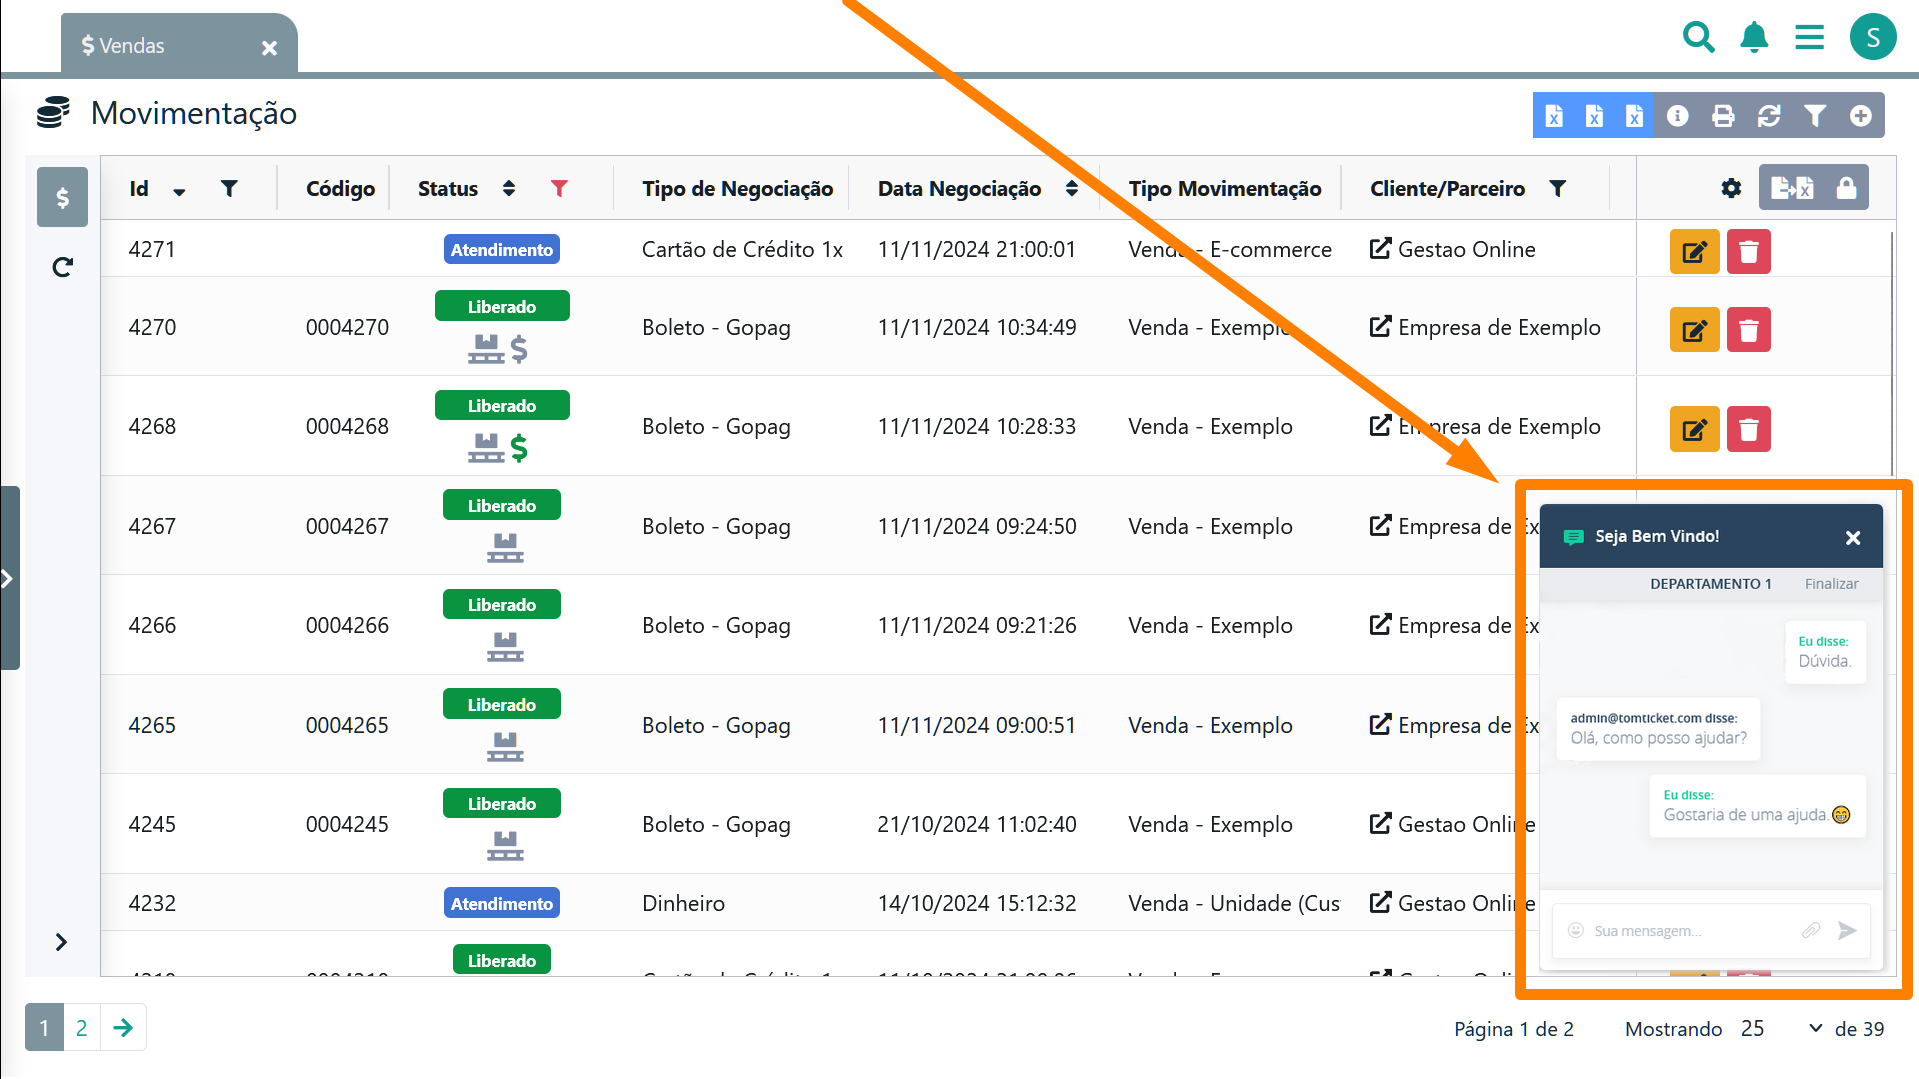 $ Vendas
S
Movimentação
Id Código Status Tipo de Negociação Data Negociação Tipo Movimentação Cliente/Parceiro
4271 Atendimento Cartão de Crédito 1x 11/11/2024 21:00:01 Venda - E-commerce Gestao Online
4270 0004270 Liberado Boleto - Gopag 11/11/2024 10:34:49 Venda - Exemplo Empresa de Exemplo
4268 0004268 Liberado Boleto - Gopag 11/11/2024 10:28:33 Venda - Exemplo Empresa de Exemplo
4267 0004267 Liberado Boleto - Gopag 11/11/2024 09:24:50 Venda - Exemplo Empresa de Ex
4266 0004266 Liberado Boleto - Gopag 11/11/2024 09:21:26 Venda - Exemplo Empresa de Ex
4265 0004265 Liberado Boleto - Gopag 11/11/2024 09:00:51 Venda - Exemplo Empresa de Ex
4245 0004245 Liberado Boleto - Gopag 21/10/2024 11:02:40 Venda - Exemplo Gestao Online
4232 Atendimento Dinheiro 14/10/2024 15:12:32 Venda - Unidade (Cus Gestao Online
Liberado
Seja Bem Vindo!
DEPARTAMENTO 1 Finalizar
Eu disse:
Dúvida.
admin@tomticket.com disse:
Olá, como posso ajudar?
Eu disse:
Gostaria de uma ajuda.😁
Sua mensagem...
1 2
Página 1 de 2 Mostrando 25 de 39